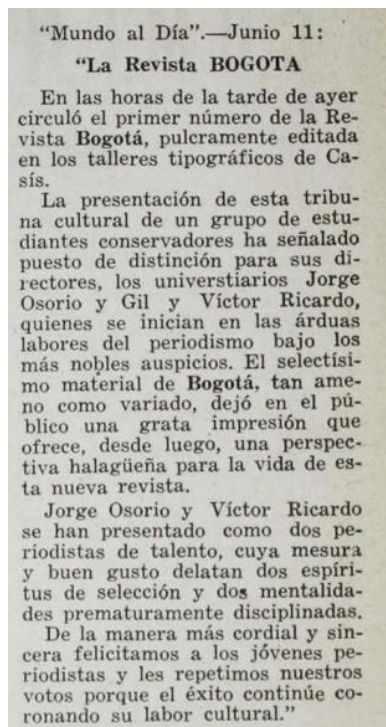 “Mundo al Día”.—Junio 11:
“La Revista BOGOTA
En las horas de la tarde de ayer
circuló el primer número de la Re-
vista Bogotá, pulcramente editada
en los talleres tipográficos de Ca-
sís.
La presentación de esta tribu-
na cultural de un grupo de estu-
diantes conservadores ha señalado
puesto de distinción para sus di-
rectores, los universtiarios Jorge
Osorio y Gil y Víctor Ricardo,
quienes se inician en las árduas
labores del periodismo bajo los
más nobles auspicios. El selectísi-
mo material de Bogotá, tan ame-
no como variado, dejó en el pú-
blico una grata impresión que
ofrece, desde luego, una perspec-
tiva halagüeña para la vida de es-
ta nueva revista.
Jorge Osorio y Víctor Ricardo
se han presentado como dos pe-
riodistas de talento, cuya mesura
y buen gusto delatan dos espíri-
tus de selección y dos mentalida-
des prematuramente disciplinadas.
De la manera más cordial y sin-
cera felicitamos a los jóvenes pe-
riodistas y les repetimos nuestros
votos porque el éxito continúe co-
ronando su labor cultural.”